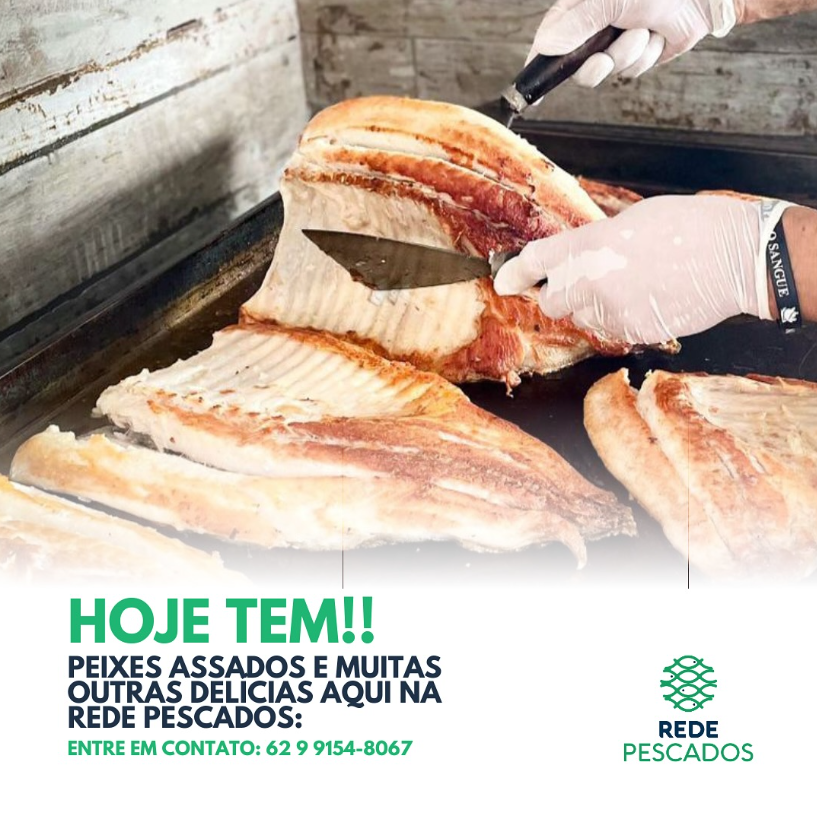 O SANGUE
HOJE TEM!!
PEIXES ASSADOS E MUITAS
OUTRAS DELÍCIAS AQUI NA
REDE PESCADOS:
ENTRE EM CONTATO: 62 9 9154-8067
REDE
PESCADOS